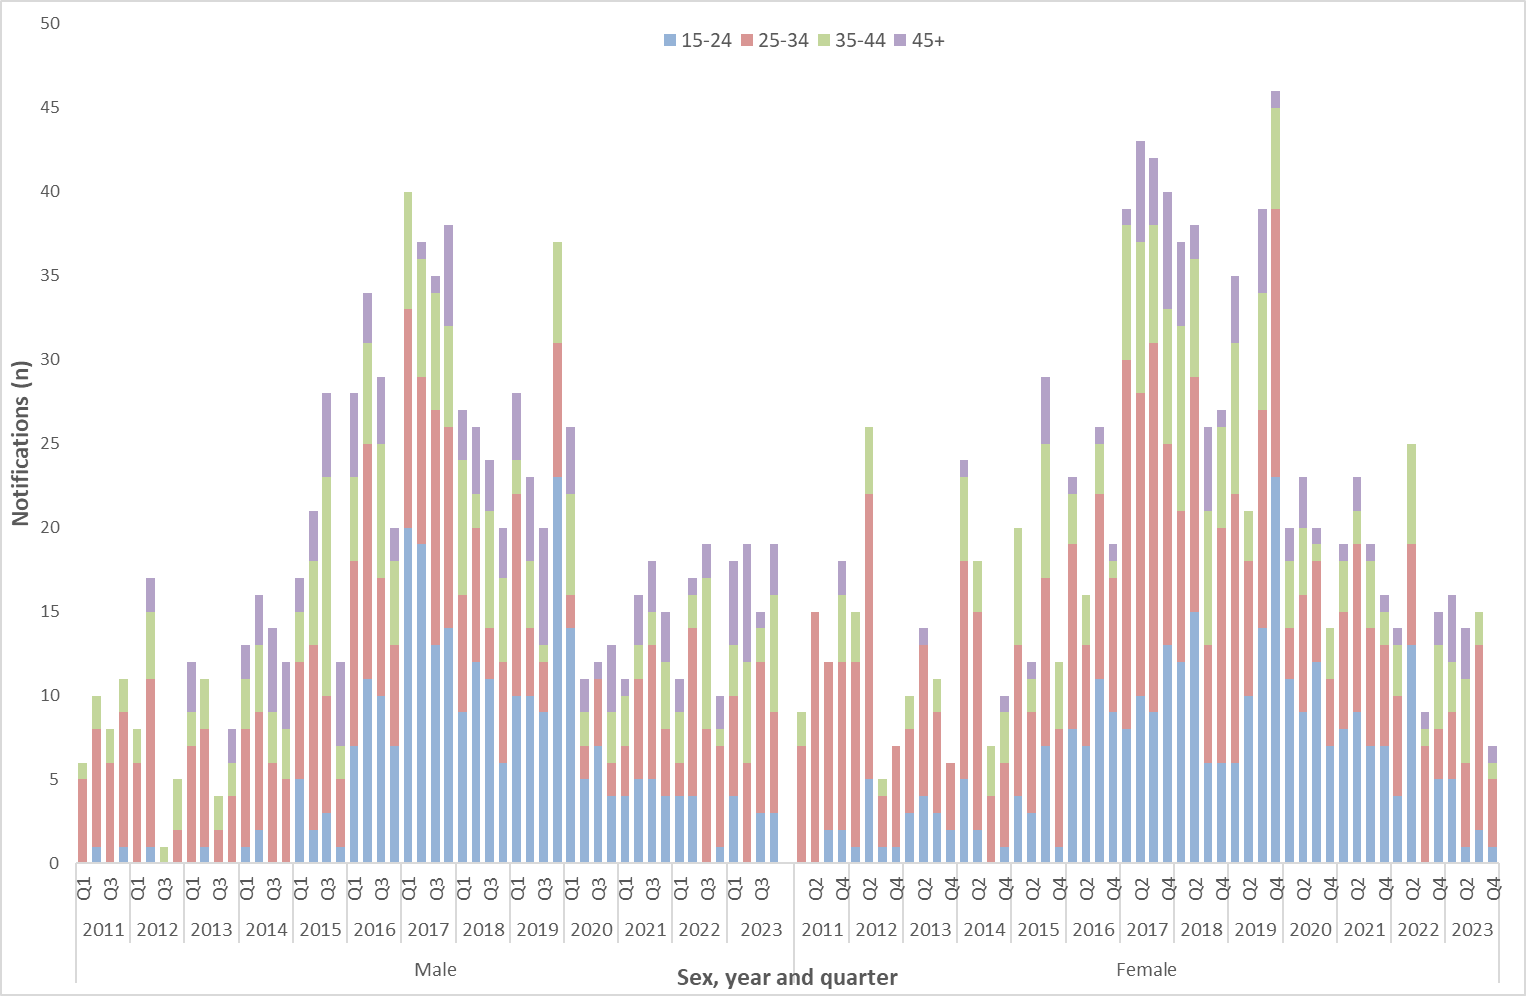 50
15-24 25-34 35-44 45+
45
40
35
30
25
20
15
10
5
0
Notifications (n)
Q1 Q3 Q1 Q3 Q1 Q3 Q1 Q3 Q1 Q3 Q1 Q3 Q1 Q3 Q1 Q3 Q1 Q3 Q1 Q3 Q1 Q3 Q1 Q3 Q1 Q3 Q2 Q4 Q2 Q4 Q2 Q4 Q2 Q4 Q2 Q4 Q2 Q4 Q2 Q4 Q2 Q4 Q2 Q4 Q2 Q4 Q2 Q4 Q2 Q4 Q2 Q4
2011 2012 2013 2014 2015 2016 2017 2018 2019 2020 2021 2022 2023 2011 2012 2013 2014 2015 2016 2017 2018 2019 2020 2021 2022 2023
Male Female
Sex, year and quarter